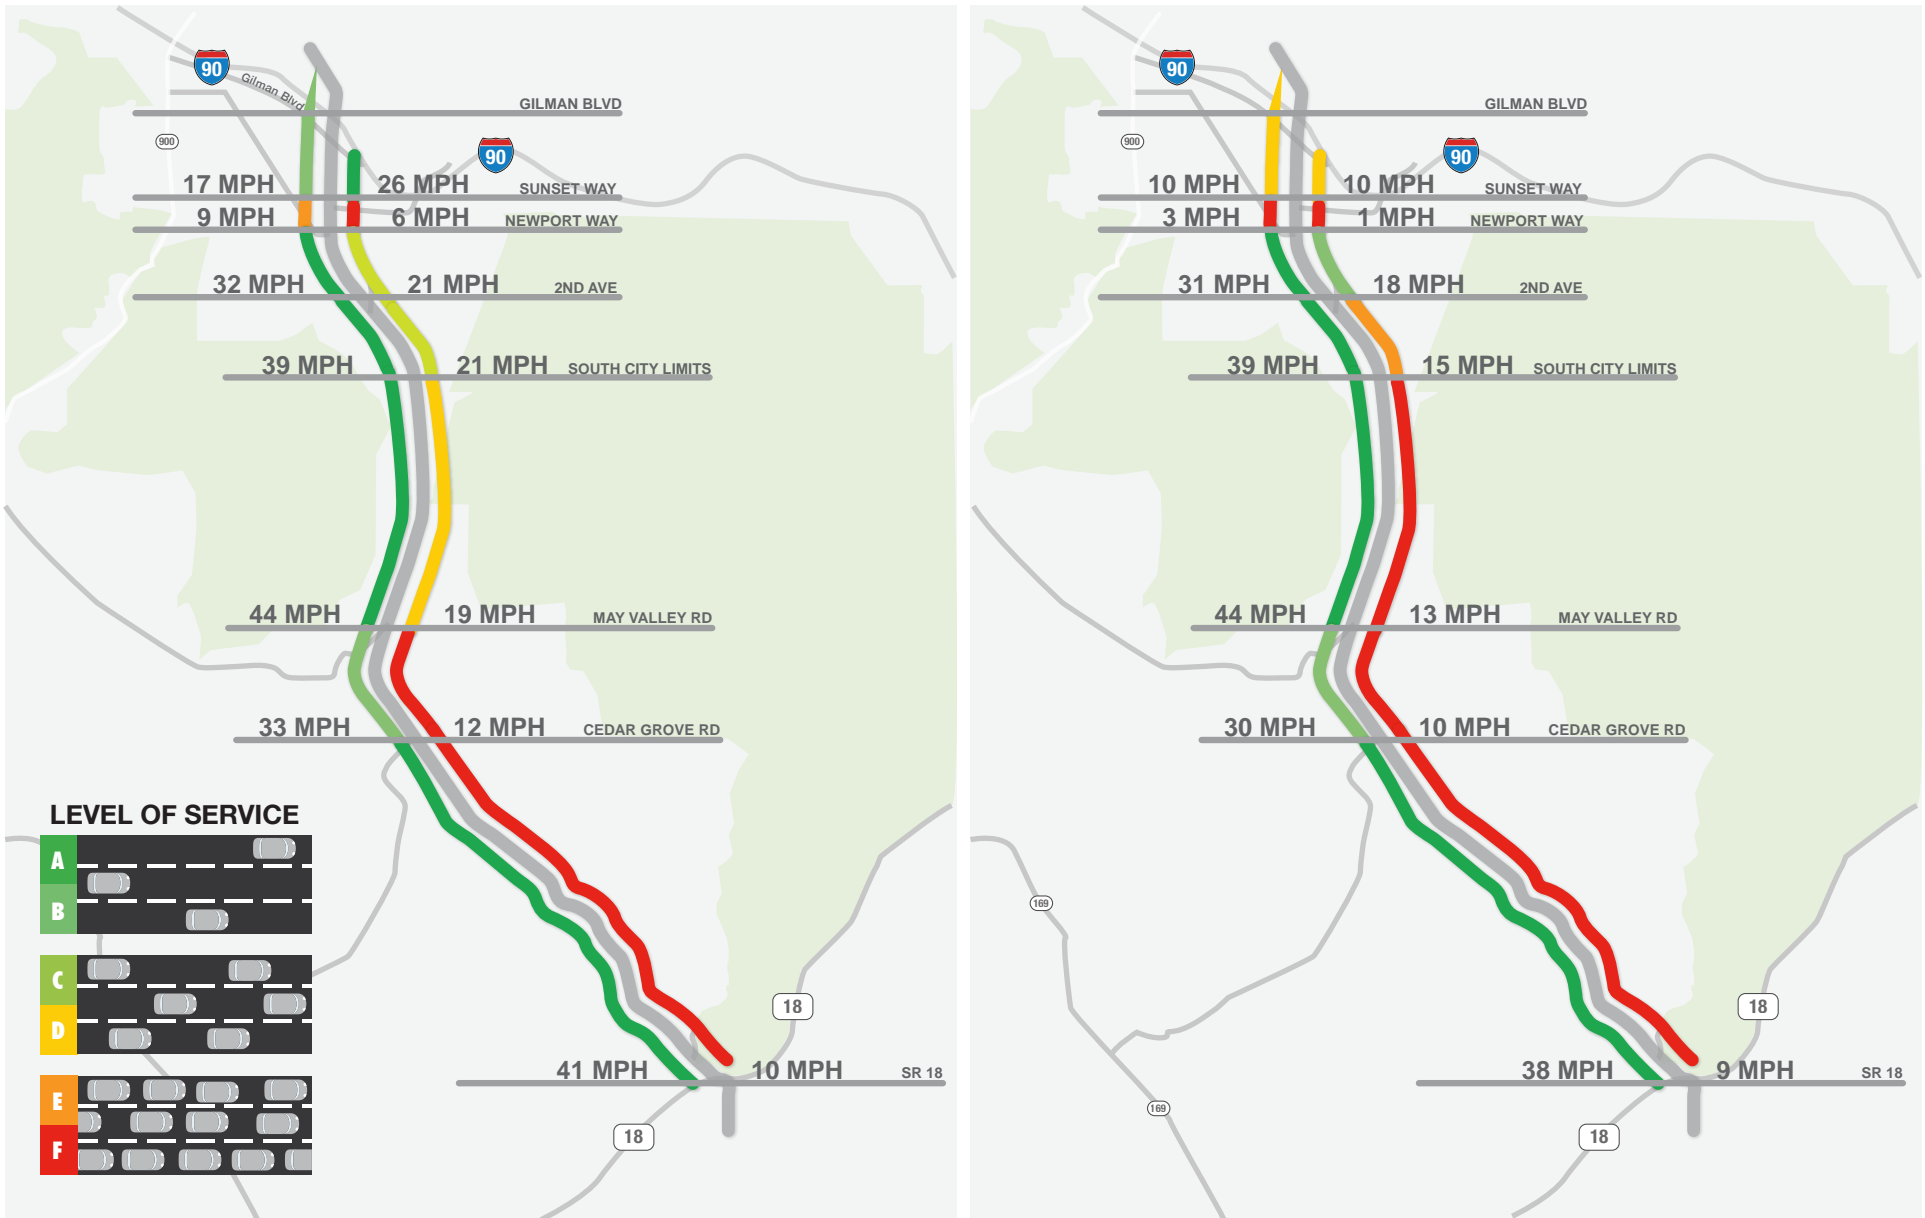 90
Gilman Blvd
GILMAN BLVD
900
90
17 MPH
26 MPH
SUNSET WAY
9 MPH
6 MPH
NEWPORT WAY
32 MPH
21 MPH
2ND AVE
39 MPH
21 MPH
SOUTH CITY LIMITS
44 MPH
19 MPH
MAY VALLEY RD
33 MPH
12 MPH
CEDAR GROVE RD
LEVEL OF SERVICE
A
B
C
D
E
F
18
41 MPH
10 MPH
SR 18
18
90
GILMAN BLVD
900
90
10 MPH
10 MPH
SUNSET WAY
3 MPH
1 MPH
NEWPORT WAY
31 MPH
18 MPH
2ND AVE
39 MPH
15 MPH
SOUTH CITY LIMITS
44 MPH
13 MPH
MAY VALLEY RD
30 MPH
10 MPH
CEDAR GROVE RD
169
18
38 MPH
9 MPH
SR 18
169
18